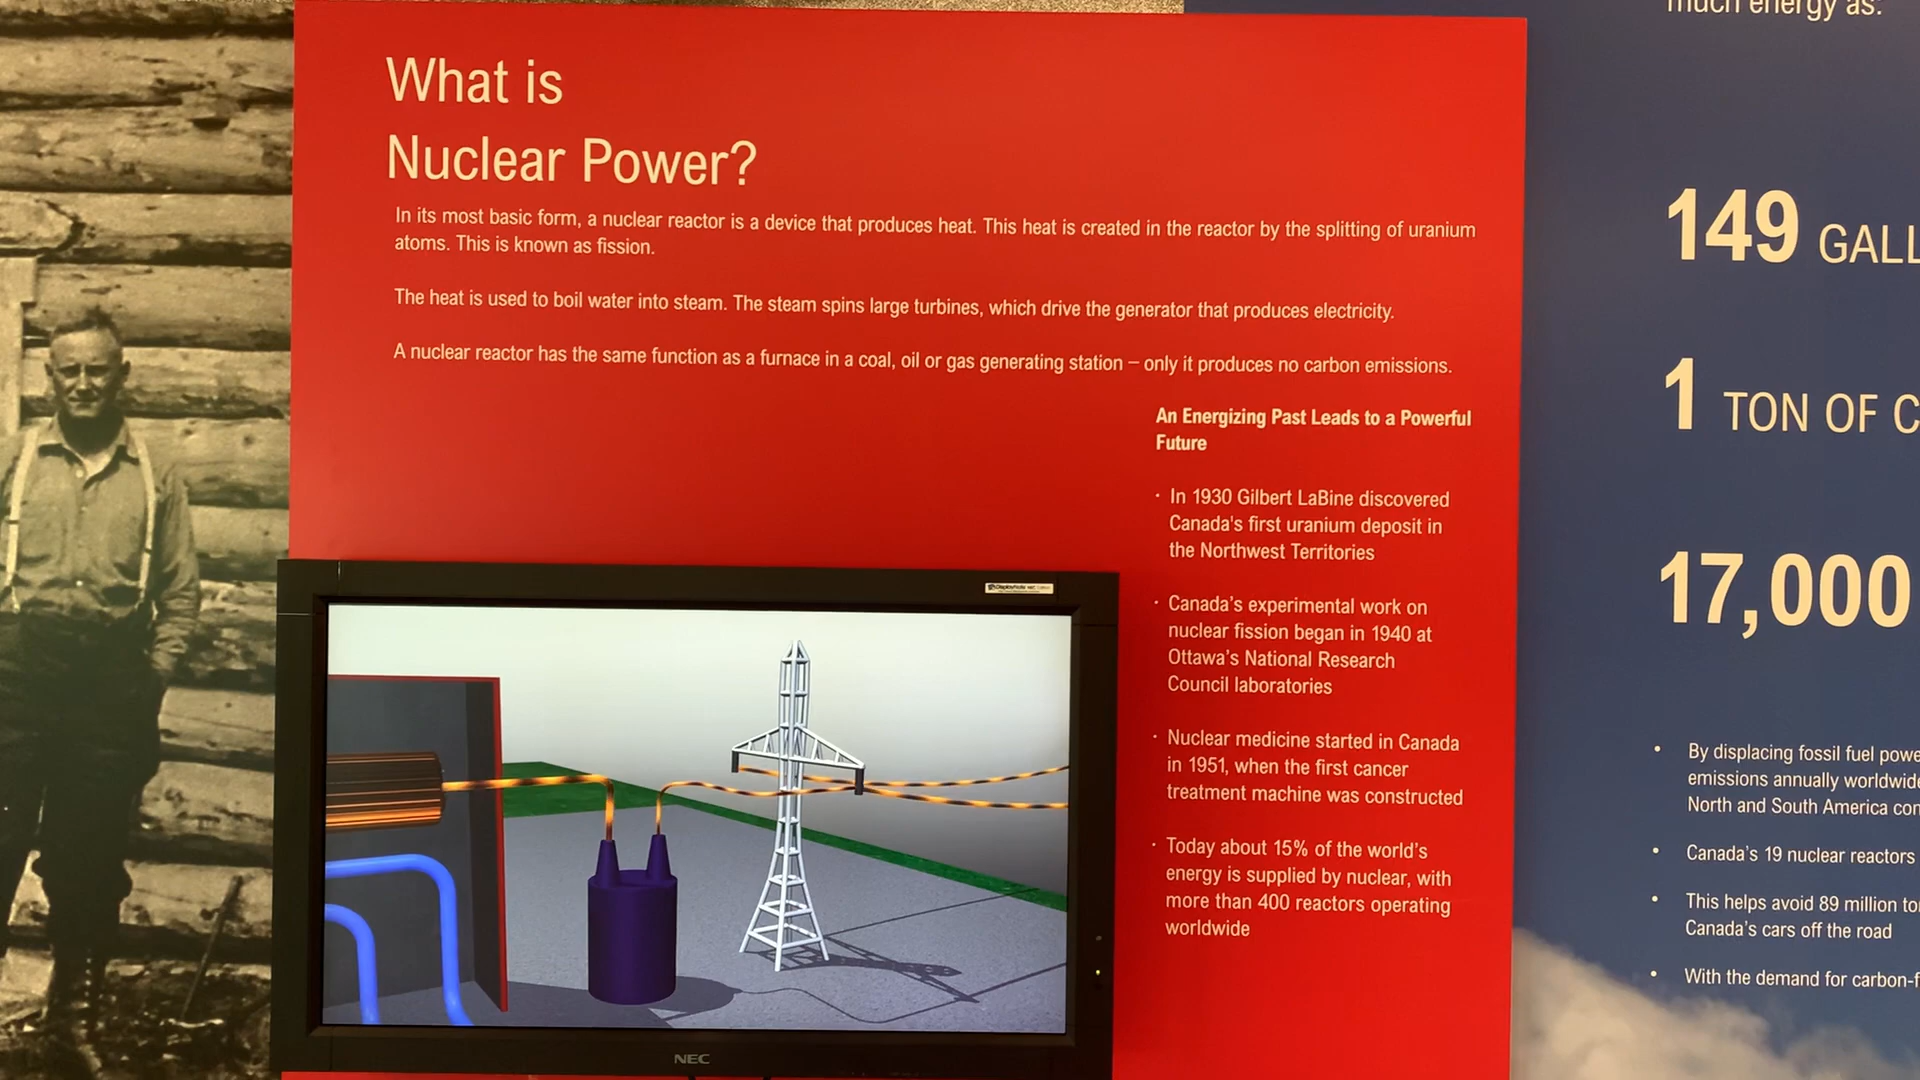 What is
Nuclear Power?
In its most basic form, a nuclear reactor is a device that produces heat. This heat is created in the reactor by the splitting of uranium
atoms. This is known as fission.
The heat is used to boil water into steam. The steam spins large turbines, which drive the generator that produces electricity.
A nuclear reactor has the same function as a furnace in a coal, oil or gas generating station – only it produces no carbon emissions.
An Energizing Past Leads to a Powerful
Future
· In 1930 Gilbert LaBine discovered
Canada's first uranium deposit in
the Northwest Territories
· Canada's experimental work on
nuclear fission began in 1940 at
Ottawa's National Research
Council laboratories
· Nuclear medicine started in Canada
in 1951, when the first cancer
treatment machine was constructed
· Today about 15% of the world's
energy is supplied by nuclear, with
more than 400 reactors operating
worldwide
NEC
much energy as:
149 GALL
1 TON OF C
17,000
• By displacing fossil fuel powe
emissions annually worldwide
North and South America con
• Canada's 19 nuclear reactors
• This helps avoid 89 million to
Canada's cars off the road
• With the demand for carbon-f